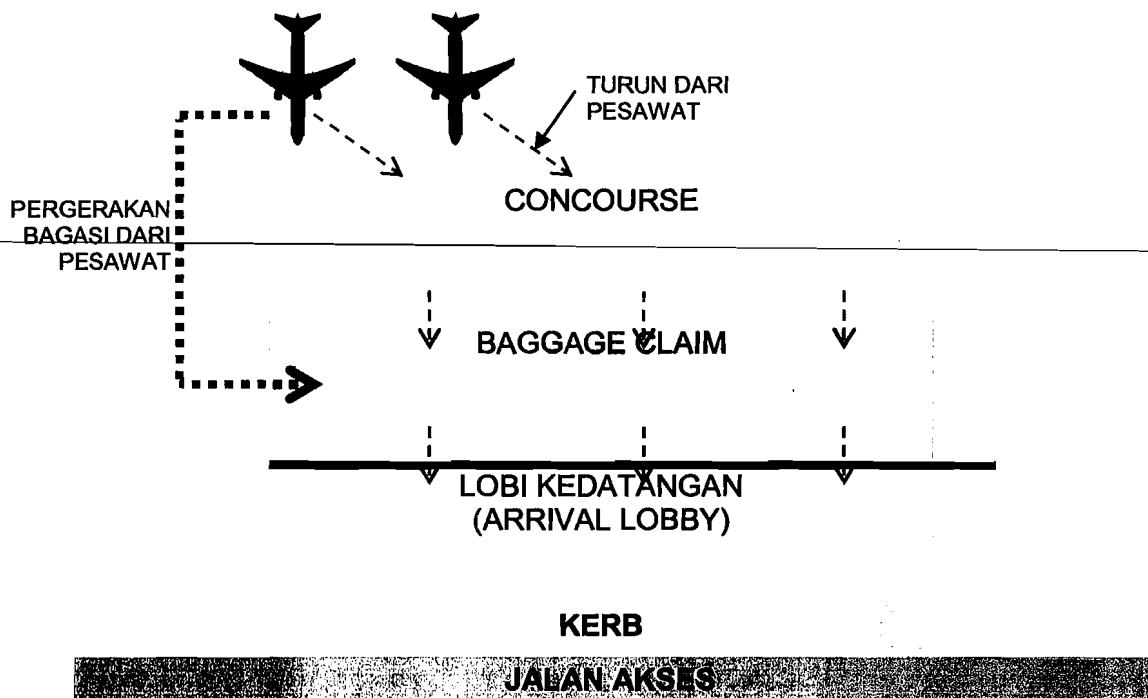 TURUN DARI
PESAWAT
CONCOURSE
PERGERAKAN
BAGASI DARI
PESAWAT
BAGGAGE CLAIM
LOBI KEDATANGAN
(ARRIVAL LOBBY)
KERB
JALAN AKSES